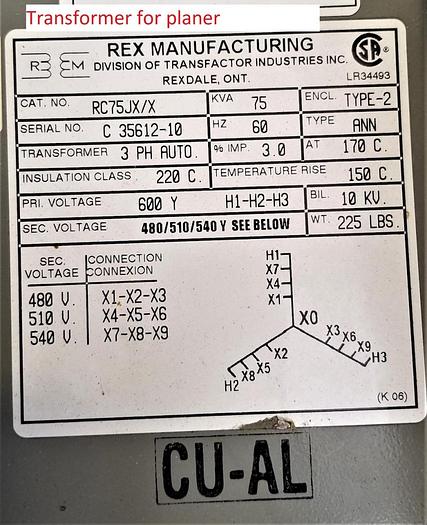 Transformer for planer
REX MANUFACTURING
DIVISION OF TRANSFACTOR INDUSTRIES INC.
REXDALE, ONT.
LR34493
CAT. NO. RC75JX/X KVA 75 ENCL. TYPE-2
SERIAL NO. C 35612-10 HZ 60 TYPE ANN
TRANSFORMER 3 PH AUTO. % IMP. 3.0 AT 170 C.
INSULATION CLASS 220 C. TEMPERATURE RISE 150 C.
PRI. VOLTAGE 600 Y H1-H2-H3 BIL. 10 KV.
SEC. VOLTAGE 480/510/540 Y SEE BELOW WT. 225 LBS.
SEC. CONNECTION
VOLTAGE CONNEXION
480 V. X1-X2-X3
510 V. X4-X5-X6
540 V. X7-X8-X9
H1
X7
X4
X1
X0
X3
X6
X9
H3
X2
X5
X8
H2
(K 06)
CU-AL